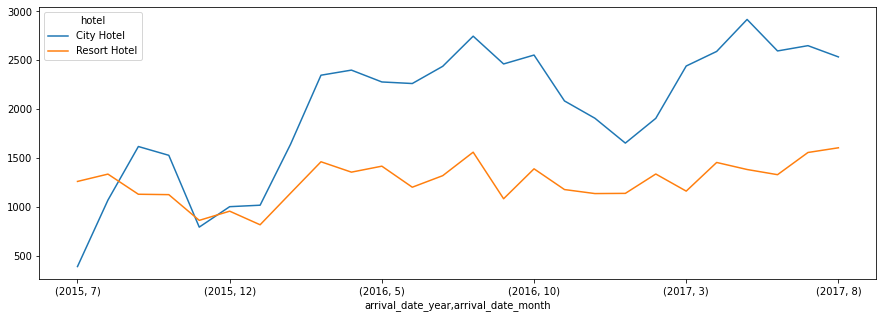 hotel
City Hotel
Resort Hotel
3000
2500
2000
1500
1000
500
(2015, 7) (2015, 12) (2016, 5) (2016, 10) (2017, 3) (2017, 8)
arrival_date_year,arrival_date_month